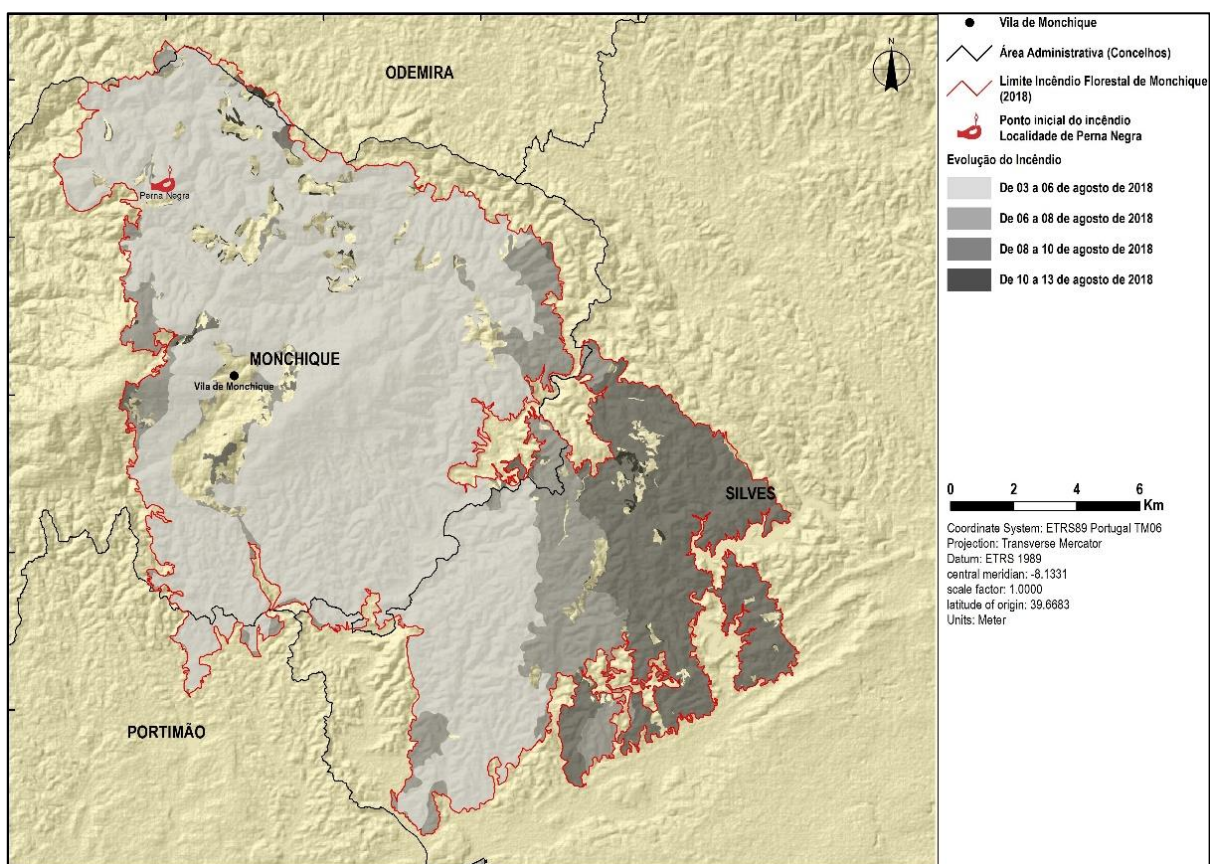 ODEMIRA
Perna Negra
MONCHIQUE
Vila de Monchique
SILVES
PORTIMÃO
N
Vila de Monchique
Área Administrativa (Concelhos)
Limite Incêndio Florestal de Monchique
(2018)
Ponto inicial do incêndio
Localidade de Perna Negra
Evolução do Incêndio
De 03 a 06 de agosto de 2018
De 06 a 08 de agosto de 2018
De 08 a 10 de agosto de 2018
De 10 a 13 de agosto de 2018
0 2 4 6
Km
Coordinate System: ETRS89 Portugal TM06
Projection: Transverse Mercator
Datum: ETRS 1989
central meridian: -8.1331
scale factor: 1.0000
latitude of origin: 39.6683
Units: Meter